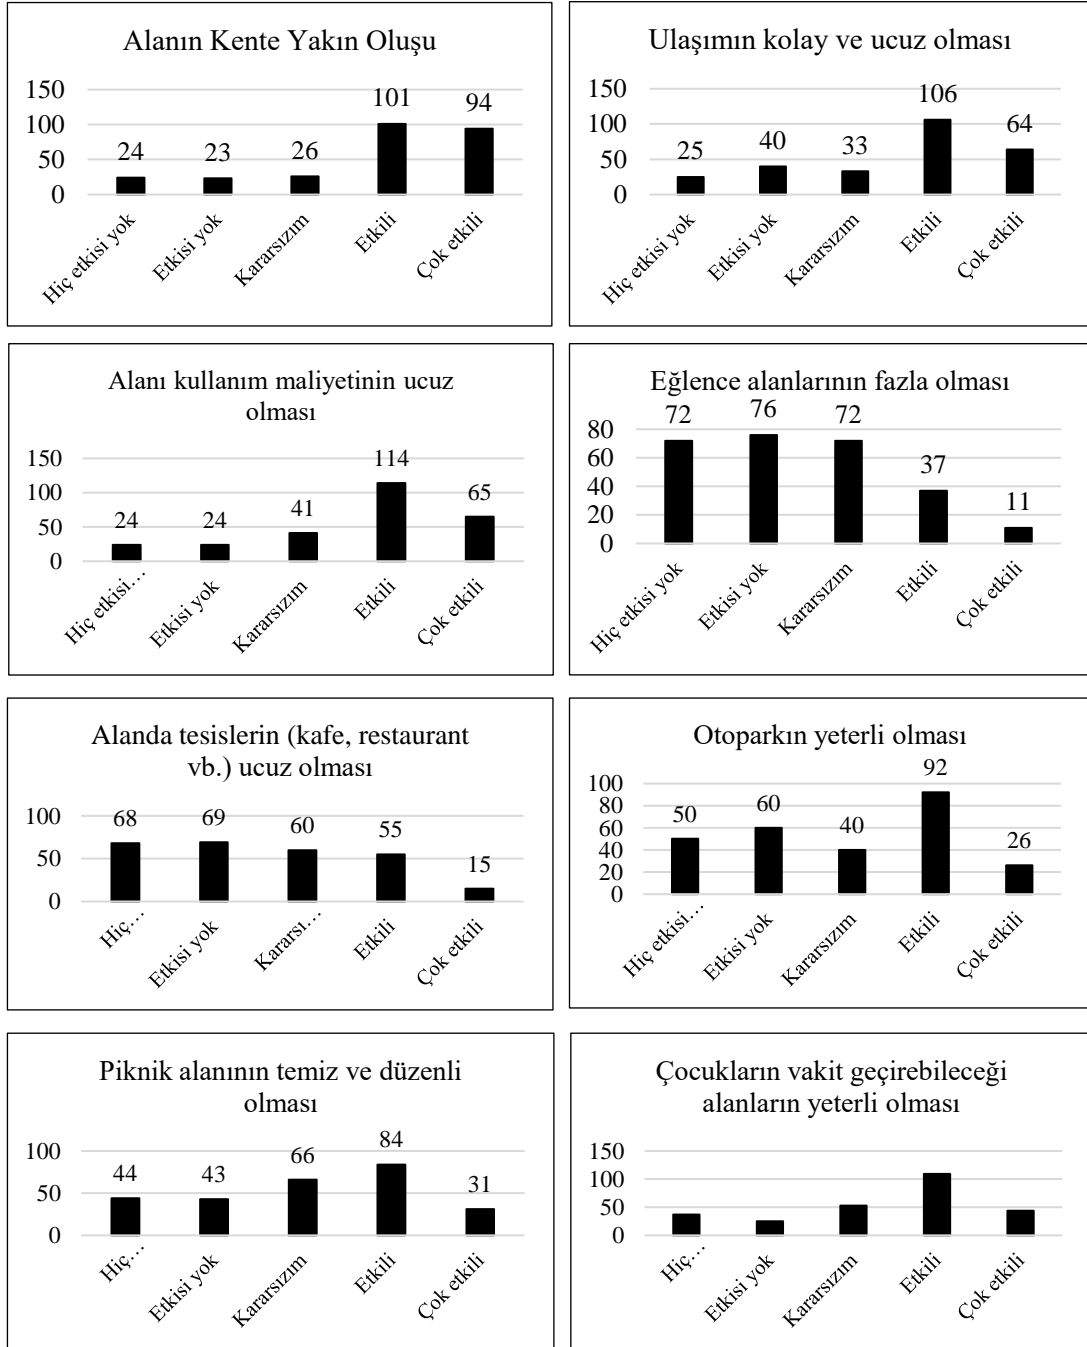 Alanın Kente Yakın Oluşu
150
100
50
0
24
23
26
101
94
Hiç etkisi yok
Etkisi yok
Kararsızım
Etkili
Çok etkili
Ulaşımın kolay ve ucuz olması
150
100
50
0
25
40
33
106
64
Hiç etkisi yok
Etkisi yok
Kararsızım
Etkili
Çok etkili
Alanı kullanım maliyetinin ucuz
olması
150
100
50
0
24
24
41
114
65
Hiç etkisi…
Etkisi yok
Kararsızım
Etkili
Çok etkili
Eğlence alanlarının fazla olması
80
60
40
20
0
72
76
72
37
11
Hiç etkisi yok
Etkisi yok
Kararsızım
Etkili
Çok etkili
Alanda tesislerin (kafe, restaurant
vb.) ucuz olması
100
50
0
68
69
60
55
15
Hiç…
Etkisi yok
Kararsı…
Etkili
Çok etkili
Otoparkın yeterli olması
100
80
60
40
20
0
50
60
40
92
26
Hiç etkisi…
Etkisi yok
Kararsızım
Etkili
Çok etkili
Piknik alanının temiz ve düzenli
olması
100
50
0
44
43
66
84
31
Hiç…
Etkisi yok
Kararsızım
Etkili
Çok etkili
Çocukların vakit geçirebileceği
alanların yeterli olması
150
100
50
0
Hiç…
Etkisi yok
Kararsızım
Etkili
Çok etkili